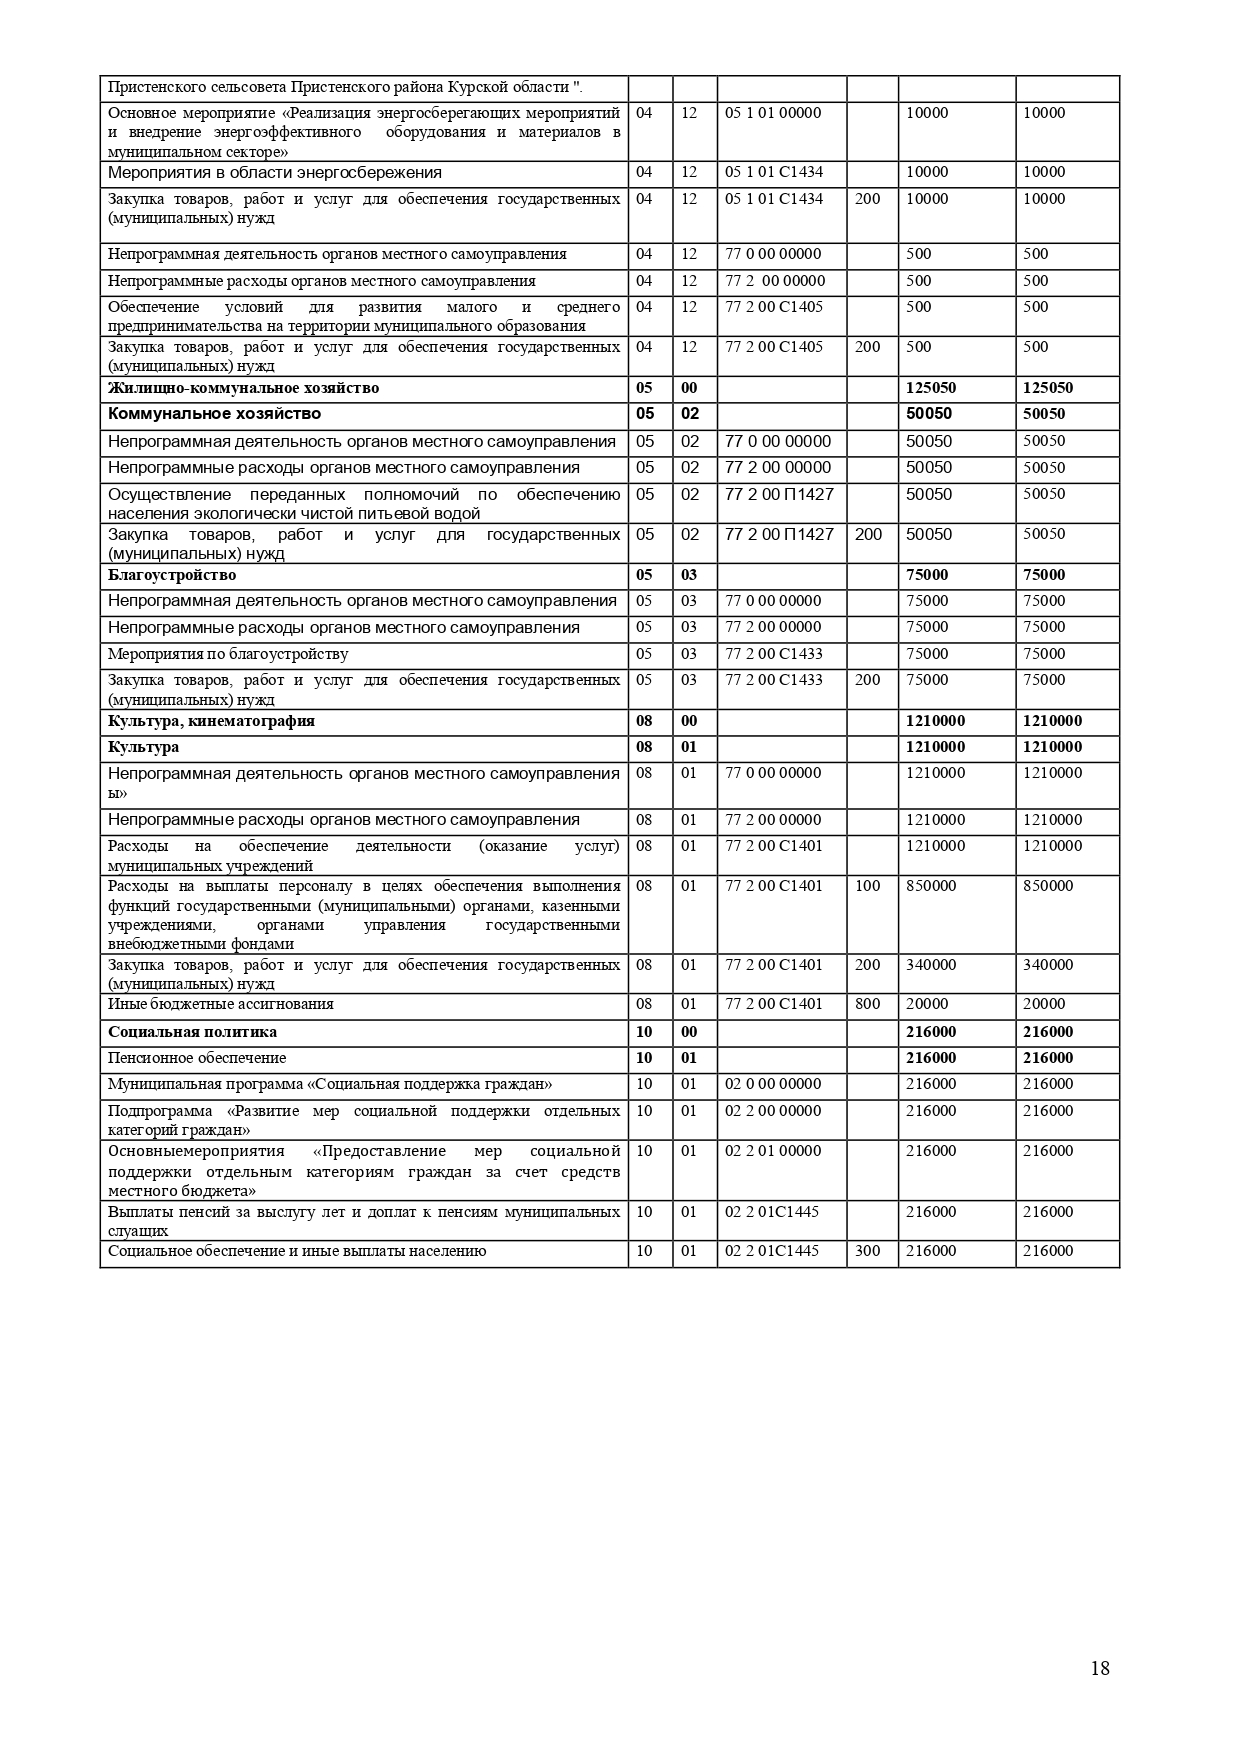 Пристенского сельсовета Пристенского района Курской области ".
Основное мероприятие «Реализация энергосберегающих мероприятий 04 12 05 1 01 00000 10000 10000
и внедрение энергоэффективного оборудования и материалов в
муниципальном секторе»
Мероприятия в области энергосбережения 04 12 05 1 01 С1434 10000 10000
Закупка товаров, работ и услуг для обеспечения государственных 04 12 05 1 01 С1434 200 10000 10000
(муниципальных) нужд
Непрограммная деятельность органов местного самоуправления 04 12 77 0 00 00000 500 500
Непрограммные расходы органов местного самоуправления 04 12 77 2 00 00000 500 500
Обеспечение условий для развития малого и среднего 04 12 77 2 00 С1405 500 500
предпринимательства на территории муниципального образования
Закупка товаров, работ и услуг для обеспечения государственных 04 12 77 2 00 С1405 200 500 500
(муниципальных) нужд
Жилищно-коммунальное хозяйство 05 00 125050 125050
Коммунальное хозяйство 05 02 50050 50050
Непрограммная деятельность органов местного самоуправления 05 02 77 0 00 00000 50050 50050
Непрограммные расходы органов местного самоуправления 05 02 77 2 00 00000 50050 50050
Осуществление переданных полномочий по обеспечению 05 02 77 2 00 П1427 50050 50050
населения экологически чистой питьевой водой
Закупка товаров, работ и услуг для государственных 05 02 77 2 00 П1427 200 50050 50050
(муниципальных) нужд
Благоустройство 05 03 75000 75000
Непрограммная деятельность органов местного самоуправления 05 03 77 0 00 00000 75000 75000
Непрограммные расходы органов местного самоуправления 05 03 77 2 00 00000 75000 75000
Мероприятия по благоустройству 05 03 77 2 00 С1433 75000 75000
Закупка товаров, работ и услуг для обеспечения государственных 05 03 77 2 00 С1433 200 75000 75000
(муниципальных) нужд
Культура, кинематография 08 00 1210000 1210000
Культура 08 01 1210000 1210000
Непрограммная деятельность органов местного самоуправления 08 01 77 0 00 00000 1210000 1210000
ы»
Непрограммные расходы органов местного самоуправления 08 01 77 2 00 00000 1210000 1210000
Расходы на обеспечение деятельности (оказание услуг) 08 01 77 2 00 С1401 1210000 1210000
муниципальных учреждений
Расходы на выплаты персоналу в целях обеспечения выполнения 08 01 77 2 00 С1401 100 850000 850000
функций государственными (муниципальными) органами, казенными
учреждениями, органами управления государственными
внебюджетными фондами
Закупка товаров, работ и услуг для обеспечения государственных 08 01 77 2 00 С1401 200 340000 340000
(муниципальных) нужд
Иные бюджетные ассигнования 08 01 77 2 00 С1401 800 20000 20000
Социальная политика 10 00 216000 216000
Пенсионное обеспечение 10 01 216000 216000
Муниципальная программа «Социальная поддержка граждан» 10 01 02 0 00 00000 216000 216000
Подпрограмма «Развитие мер социальной поддержки отдельных 10 01 02 2 00 00000 216000 216000
категорий граждан»
Основныемероприятия «Предоставление мер социальной 10 01 02 2 01 00000 216000 216000
поддержки отдельным категориям граждан за счет средств
местного бюджета»
Выплаты пенсий за выслугу лет и доплат к пенсиям муниципальных 10 01 02 2 01С1445 216000 216000
слуащих
Социальное обеспечение и иные выплаты населению 10 01 02 2 01С1445 300 216000 216000
18